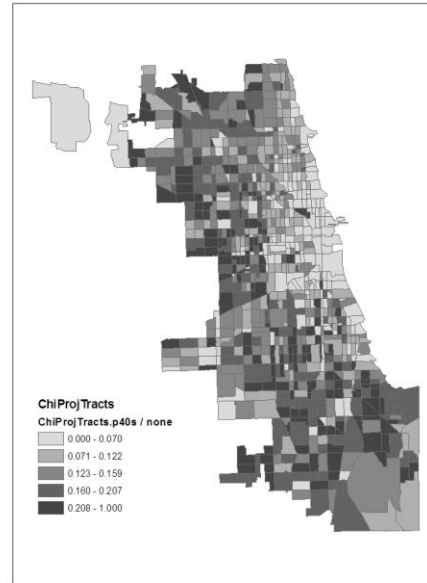 ChiProjTracts
ChiProjTracts.p40s / none
0.000 - 0.070
0.071 - 0.122
0.123 - 0.159
0.160 - 0.207
0.208 - 1.000